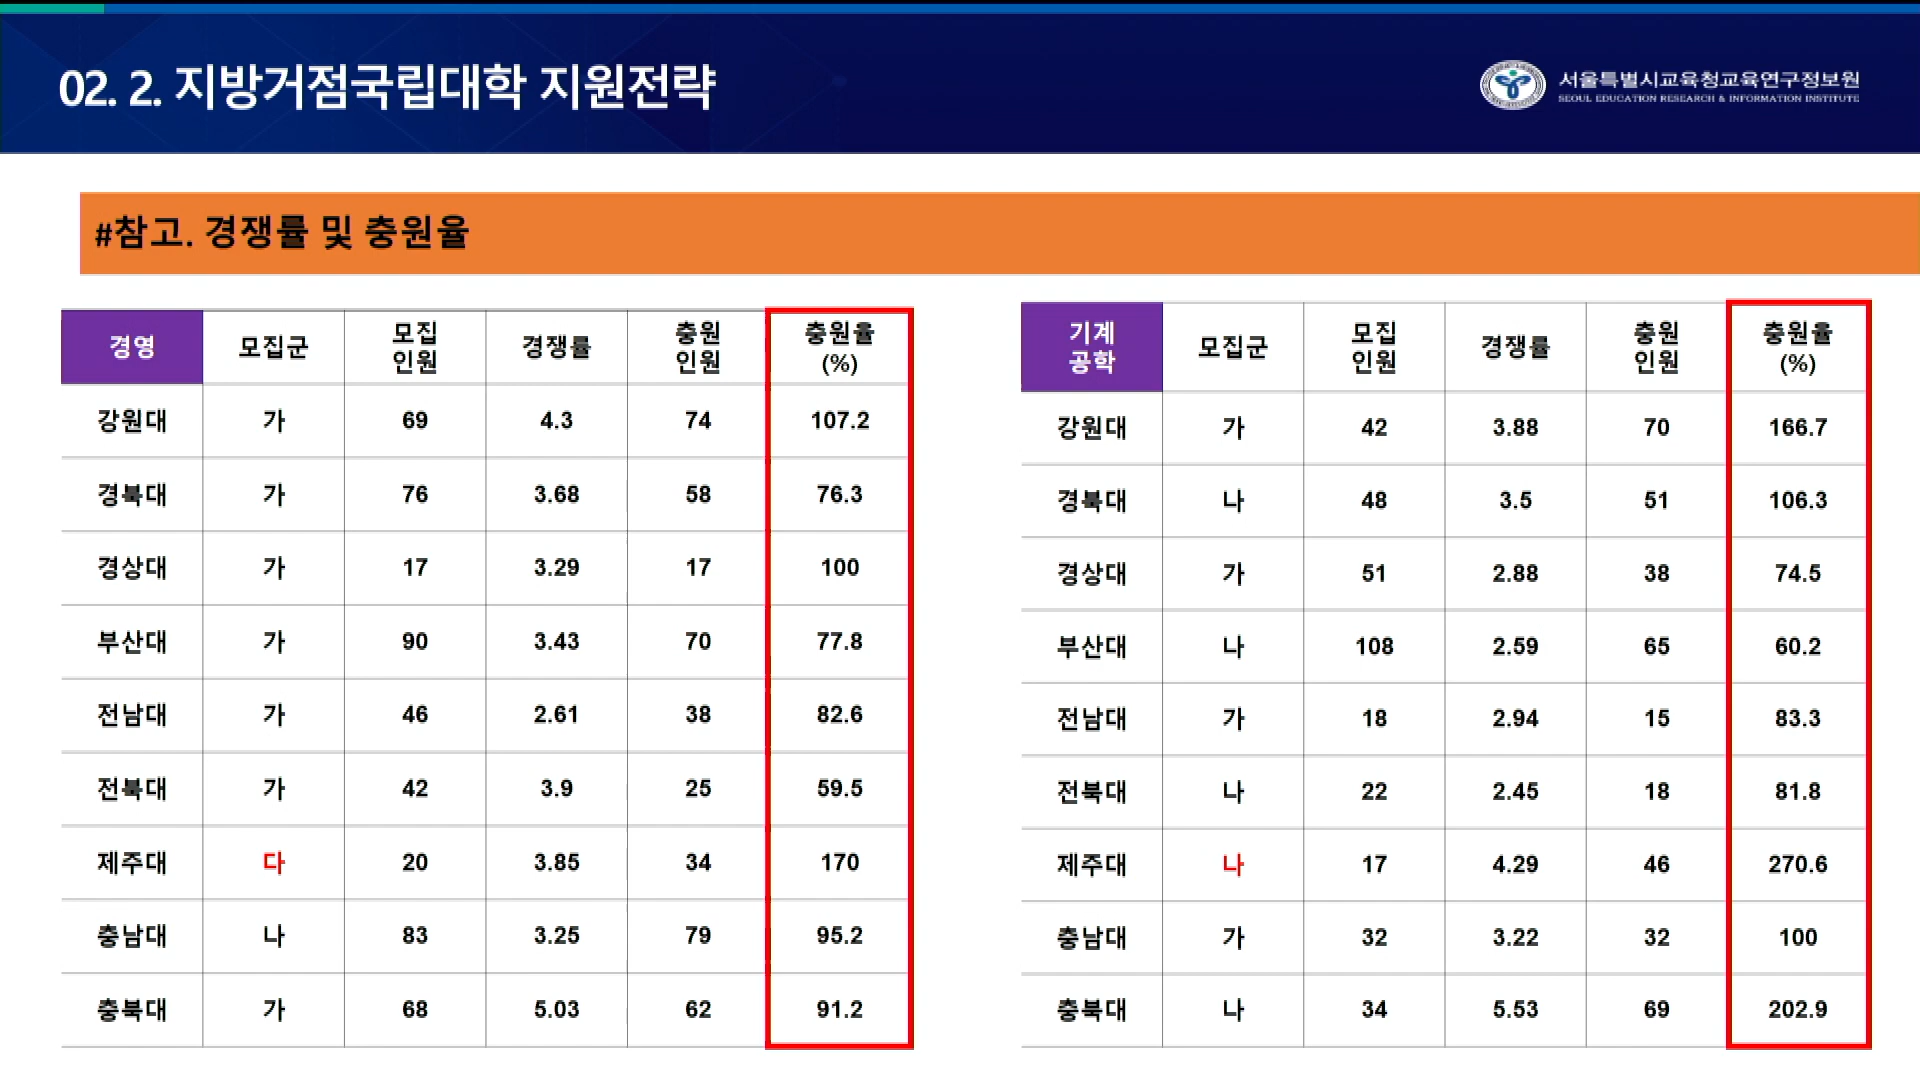 02. 2. 지방거점국립대학 지원전략
서울특별시교육청교육연구정보원
SEOUL EDUCATION RESEARCH & INFORMATION INSTITUTE
#참고. 경쟁률 및 충원율
경영 모집군 모집인원 경쟁률 충원인원 충원율(%)
강원대 가 69 4.3 74 107.2
경북대 가 76 3.68 58 76.3
경상대 가 17 3.29 17 100
부산대 가 90 3.43 70 77.8
전남대 가 46 2.61 38 82.6
전북대 가 42 3.9 25 59.5
제주대 다 20 3.85 34 170
충남대 나 83 3.25 79 95.2
충북대 가 68 5.03 62 91.2
기계공학 모집군 모집인원 경쟁률 충원인원 충원율(%)
강원대 가 42 3.88 70 166.7
경북대 나 48 3.5 51 106.3
경상대 가 51 2.88 38 74.5
부산대 나 108 2.59 65 60.2
전남대 가 18 2.94 15 83.3
전북대 나 22 2.45 18 81.8
제주대 나 17 4.29 46 270.6
충남대 가 32 3.22 32 100
충북대 나 34 5.53 69 202.9